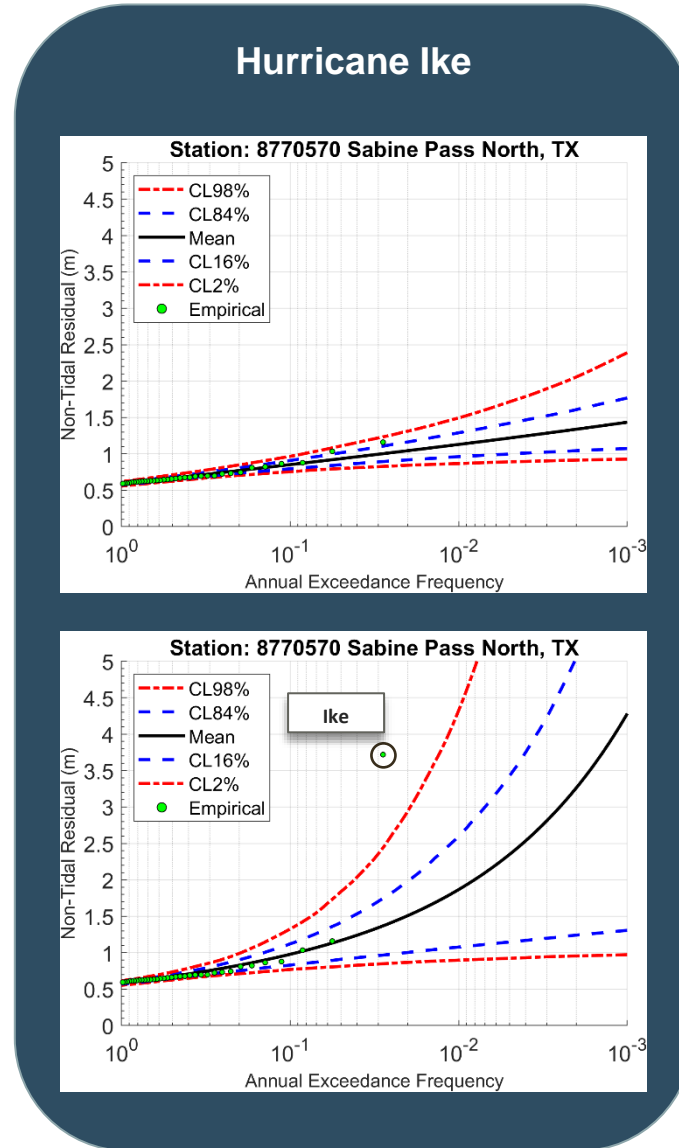 Hurricane Ike
Station: 8770570 Sabine Pass North, TX
5
4.5
4
3.5
3
2.5
2
1.5
1
0.5
0
Non-Tidal Residual (m)
CL98%
CL84%
Mean
CL16%
CL2%
Empirical
10⁰
10⁻¹
10⁻²
10⁻³
Annual Exceedance Frequency
Station: 8770570 Sabine Pass North, TX
5
4.5
4
3.5
3
2.5
2
1.5
1
0.5
0
Non-Tidal Residual (m)
CL98%
CL84%
Mean
CL16%
CL2%
Empirical
Ike
10⁰
10⁻¹
10⁻²
10⁻³
Annual Exceedance Frequency